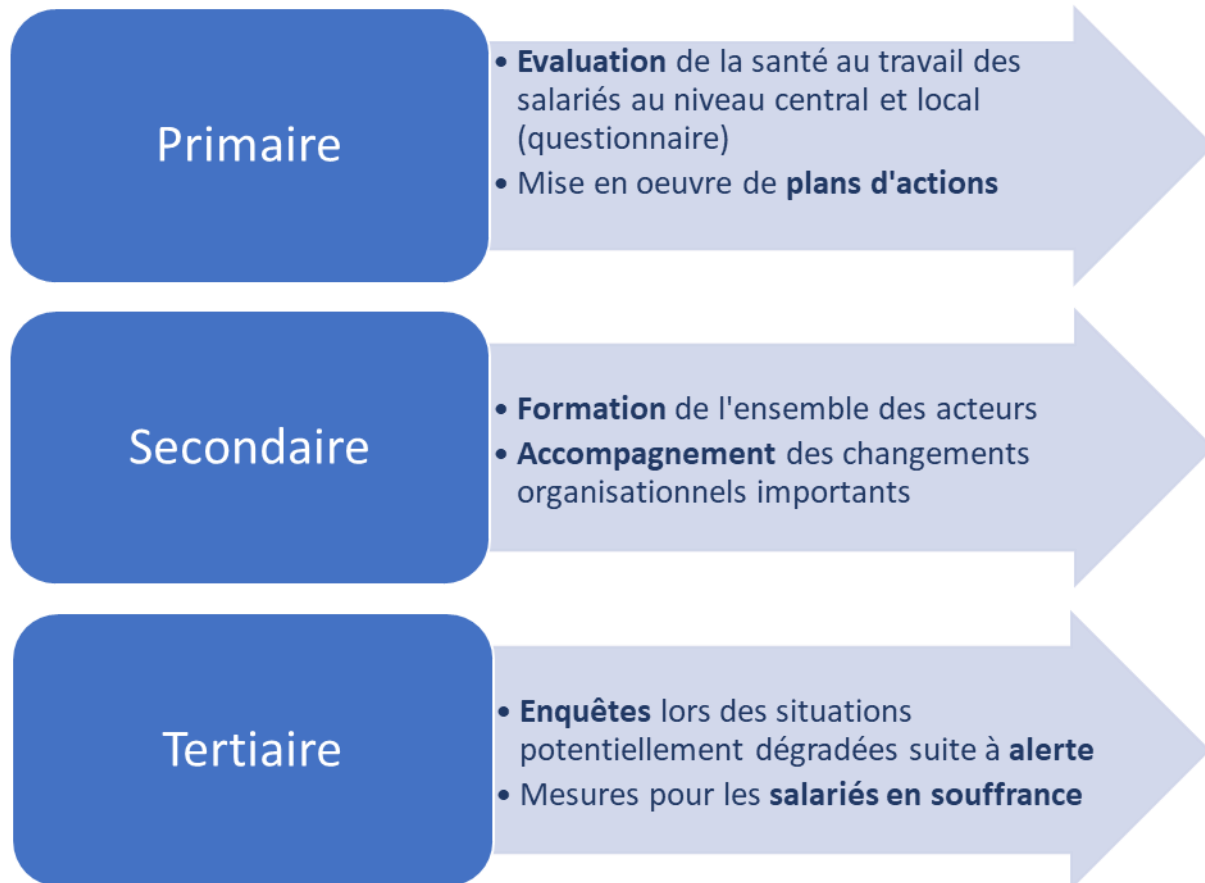 Primaire
• Evaluation de la santé au travail des
salariés au niveau central et local
(questionnaire)
• Mise en oeuvre de plans d'actions
Secondaire
• Formation de l'ensemble des acteurs
• Accompagnement des changements
organisationnels importants
Tertiaire
• Enquêtes lors des situations
potentiellement dégradées suite à alerte
• Mesures pour les salariés en souffrance